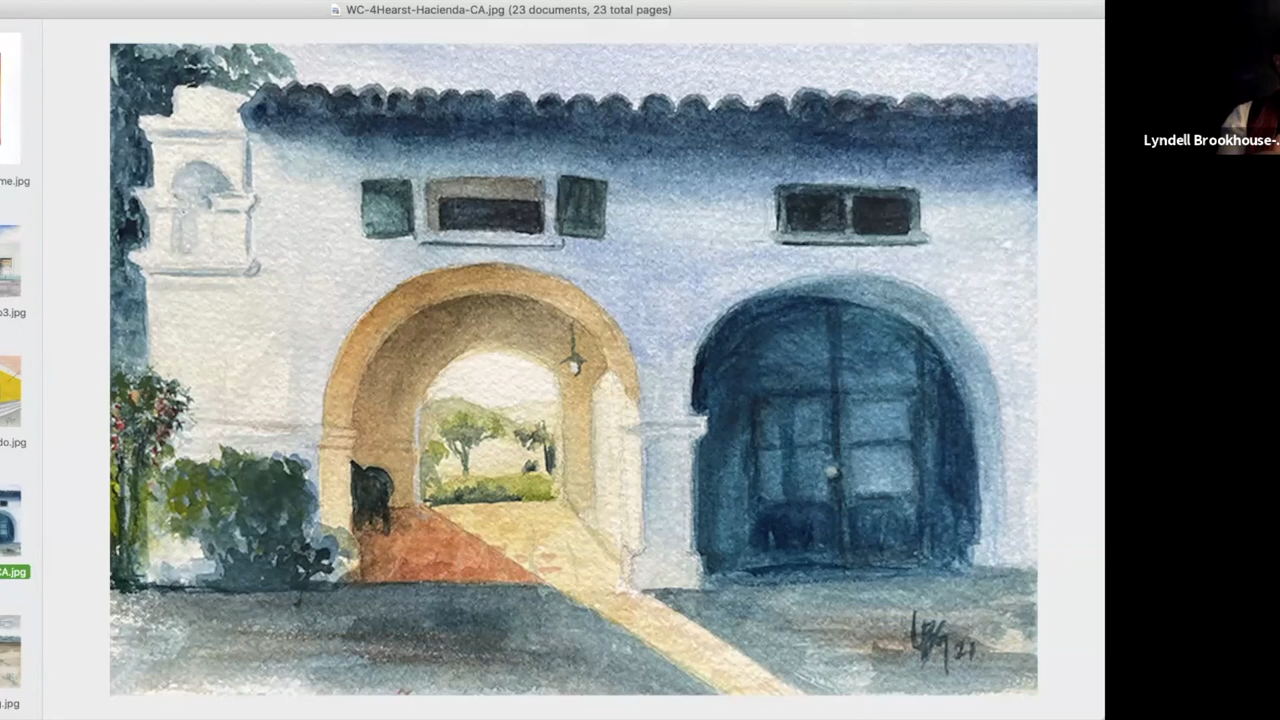 WC-4Hearst-Hacienda-CA.jpg (23 documents, 23 total pages)
Lyndell Brookhouse-
me.jpg
o3.jpg
do.jpg
CA.jpg
g.jpg
LBG 21